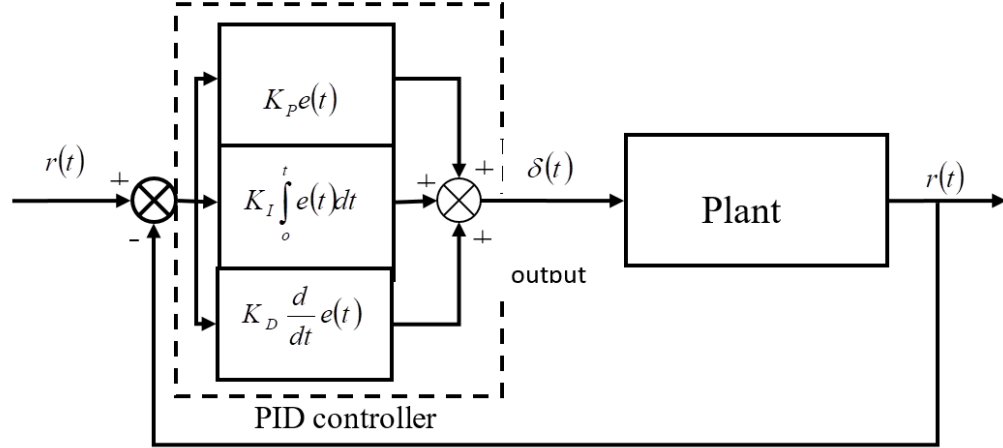 r(t)
+
-
K_P e(t)
K_I ∫_o^t e(t)dt
K_D d/dt e(t)
+
+
+
δ(t)
output
Plant
r(t)
PID controller